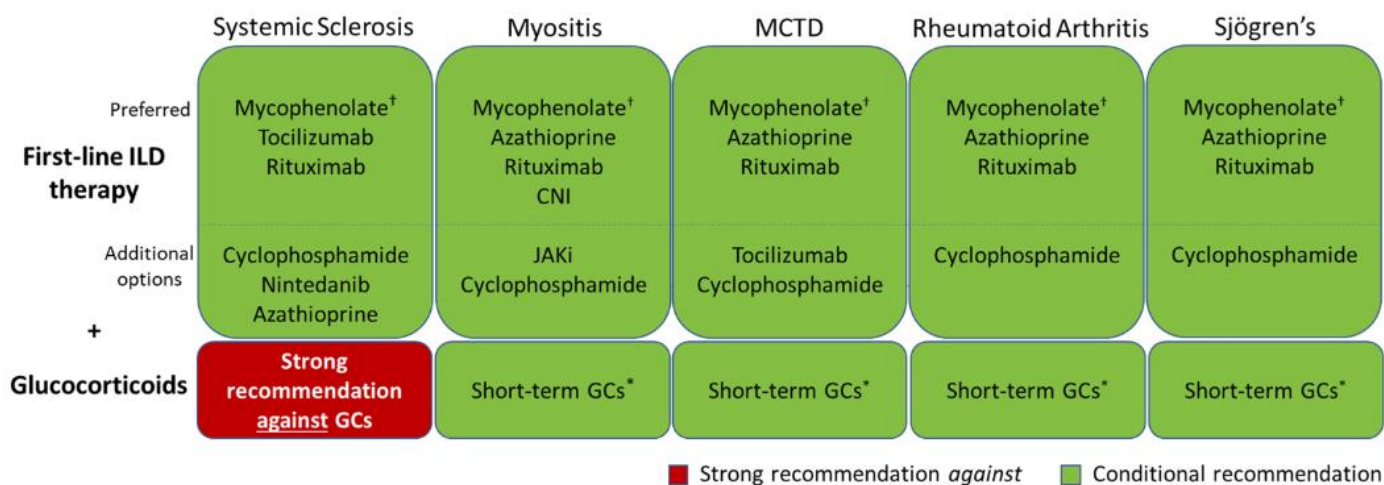 Systemic Sclerosis Myositis MCTD Rheumatoid Arthritis Sjögren's
Preferred
First-line ILD
therapy
Additional
options
+
Glucocorticoids
Mycophenolate†
Tocilizumab
Rituximab
Cyclophosphamide
Nintedanib
Azathioprine
Strong
recommendation
against GCs
Mycophenolate†
Azathioprine
Rituximab
CNI
JAKi
Cyclophosphamide
Short-term GCs*
Mycophenolate†
Azathioprine
Rituximab
Tocilizumab
Cyclophosphamide
Short-term GCs*
Mycophenolate†
Azathioprine
Rituximab
Cyclophosphamide
Short-term GCs*
Mycophenolate†
Azathioprine
Rituximab
Cyclophosphamide
Short-term GCs*
Strong recommendation against Conditional recommendation